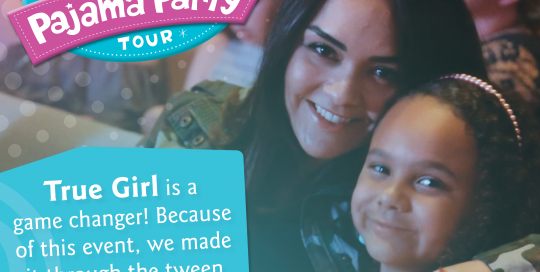 Pajama Party
TOUR
True Girl is a
game changer! Because
of this event, we made
it through the tween